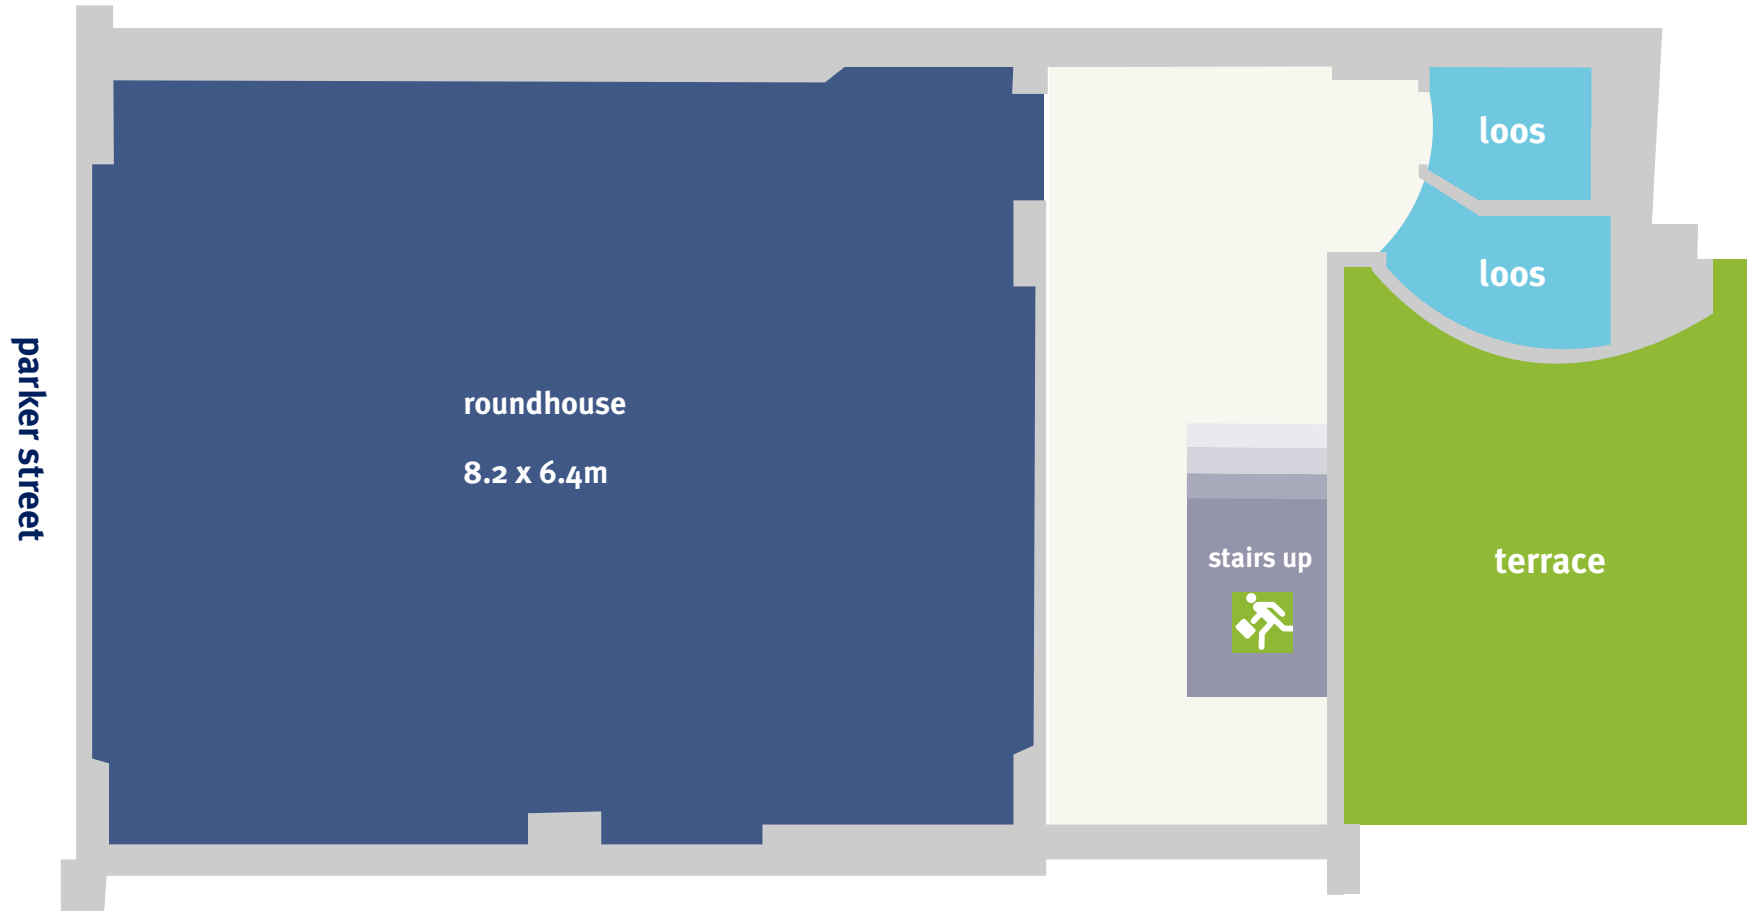 parker street
roundhouse
8.2 x 6.4m
loos
loos
stairs up
terrace